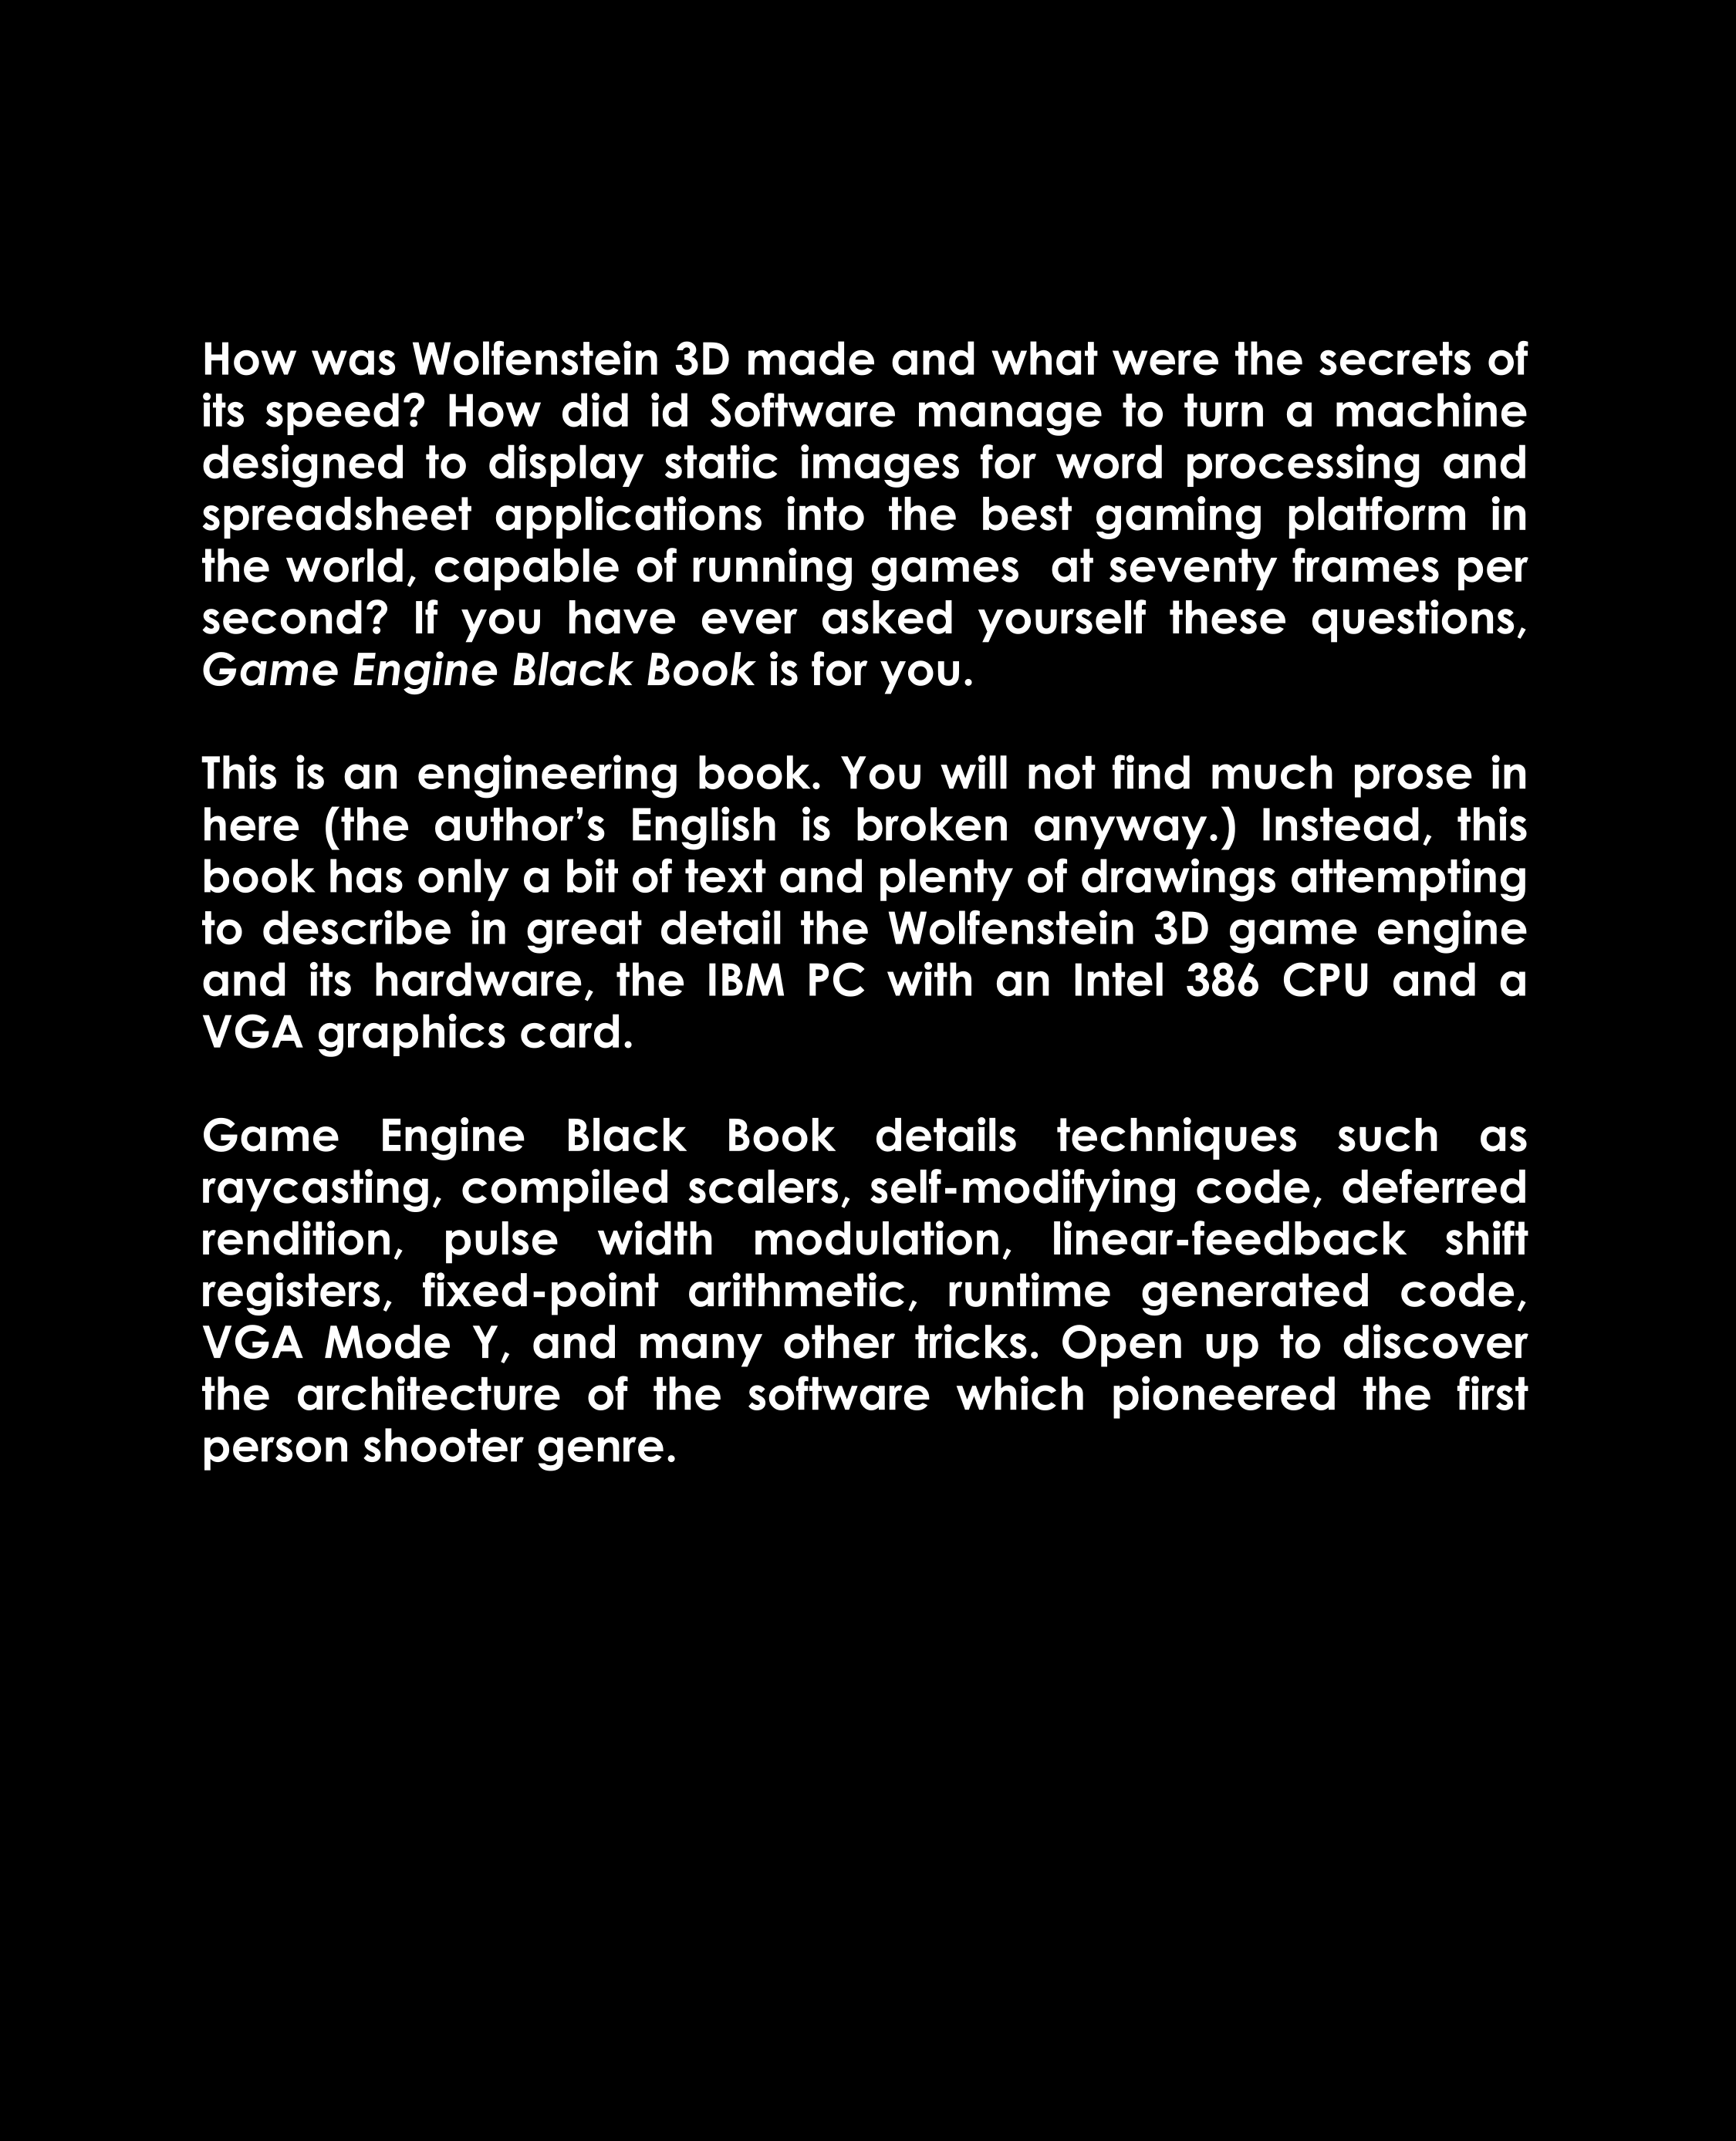 How was Wolfenstein 3D made and what were the secrets of
its speed? How did id Software manage to turn a machine
designed to display static images for word processing and
spreadsheet applications into the best gaming platform in
the world, capable of running games  at seventy frames per
second? If you have ever asked yourself these questions,
Game Engine Black Book is for you.

This is an engineering book. You will not find much prose in
here (the author’s English is broken anyway.) Instead, this
book has only a bit of text and plenty of drawings attempting
to describe in great detail the Wolfenstein 3D game engine
and its hardware, the IBM PC with an Intel 386 CPU and a
VGA graphics card.

Game Engine Black Book details techniques such as
raycasting, compiled scalers, self-modifying code, deferred
rendition, pulse width modulation, linear-feedback shift
registers, fixed-point arithmetic, runtime generated code,
VGA Mode Y, and many other tricks. Open up to discover
the architecture of the software which pioneered the first
person shooter genre.